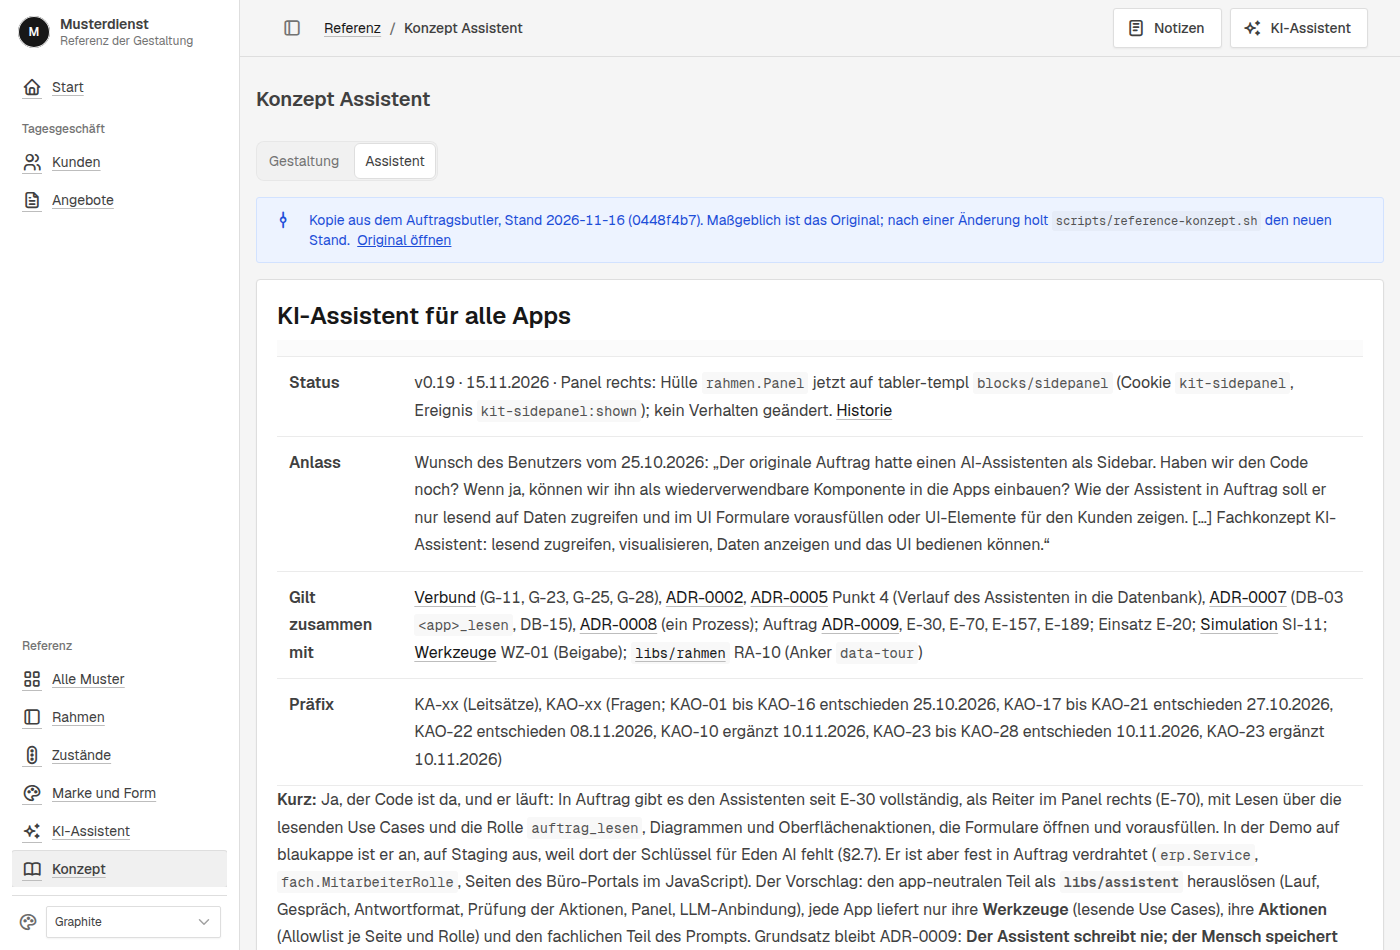 M
Musterdienst
Referenz der Gestaltung
Start
Tagesgeschäft
Kunden
Angebote
Referenz
Alle Muster
Rahmen
Zustände
Marke und Form
KI-Assistent
Konzept
Graphite
Referenz / Konzept Assistent
Notizen
KI-Assistent
Konzept Assistent
Gestaltung
Assistent
Kopie aus dem Auftragsbutler, Stand 2026-11-16 (0448f4b7). Maßgeblich ist das Original; nach einer Änderung holt scripts/reference-konzept.sh den neuen
Stand. Original öffnen
KI-Assistent für alle Apps
Status
v0.19 · 15.11.2026 · Panel rechts: Hülle rahmen.Panel jetzt auf tabler-templ blocks/sidepanel (Cookie kit-sidepanel,
Ereignis kit-sidepanel:shown); kein Verhalten geändert. Historie
Anlass
Wunsch des Benutzers vom 25.10.2026: „Der originale Auftrag hatte einen AI-Assistenten als Sidebar. Haben wir den Code
noch? Wenn ja, können wir ihn als wiederverwendbare Komponente in die Apps einbauen? Wie der Assistent in Auftrag soll er
nur lesend auf Daten zugreifen und im UI Formulare vorausfüllen oder UI-Elemente für den Kunden zeigen. […] Fachkonzept KI-
Assistent: lesend zugreifen, visualisieren, Daten anzeigen und das UI bedienen können.“
Gilt
zusammen
mit
Verbund (G-11, G-23, G-25, G-28), ADR-0002, ADR-0005 Punkt 4 (Verlauf des Assistenten in die Datenbank), ADR-0007 (DB-03
<app>_lesen, DB-15), ADR-0008 (ein Prozess); Auftrag ADR-0009, E-30, E-70, E-157, E-189; Einsatz E-20; Simulation SI-11;
Werkzeuge WZ-01 (Beigabe); libs/rahmen RA-10 (Anker data-tour)
Präfix
KA-xx (Leitsätze), KAO-xx (Fragen; KAO-01 bis KAO-16 entschieden 25.10.2026, KAO-17 bis KAO-21 entschieden 27.10.2026,
KAO-22 entschieden 08.11.2026, KAO-10 ergänzt 10.11.2026, KAO-23 bis KAO-28 entschieden 10.11.2026, KAO-23 ergänzt
10.11.2026)
Kurz: Ja, der Code ist da, und er läuft: In Auftrag gibt es den Assistenten seit E-30 vollständig, als Reiter im Panel rechts (E-70), mit Lesen über die
lesenden Use Cases und die Rolle auftrag_lesen, Diagrammen und Oberflächenaktionen, die Formulare öffnen und vorausfüllen. In der Demo auf
blaukappe ist er an, auf Staging aus, weil dort der Schlüssel für Eden AI fehlt (§2.7). Er ist aber fest in Auftrag verdrahtet (erp.Service,
fach.MitarbeiterRolle, Seiten des Büro-Portals im JavaScript). Der Vorschlag: den app-neutralen Teil als libs/assistent herauslösen (Lauf,
Gespräch, Antwortformat, Prüfung der Aktionen, Panel, LLM-Anbindung), jede App liefert nur ihre Werkzeuge (lesende Use Cases), ihre Aktionen
(Allowlist je Seite und Rolle) und den fachlichen Teil des Prompts. Grundsatz bleibt ADR-0009: Der Assistent schreibt nie; der Mensch speichert